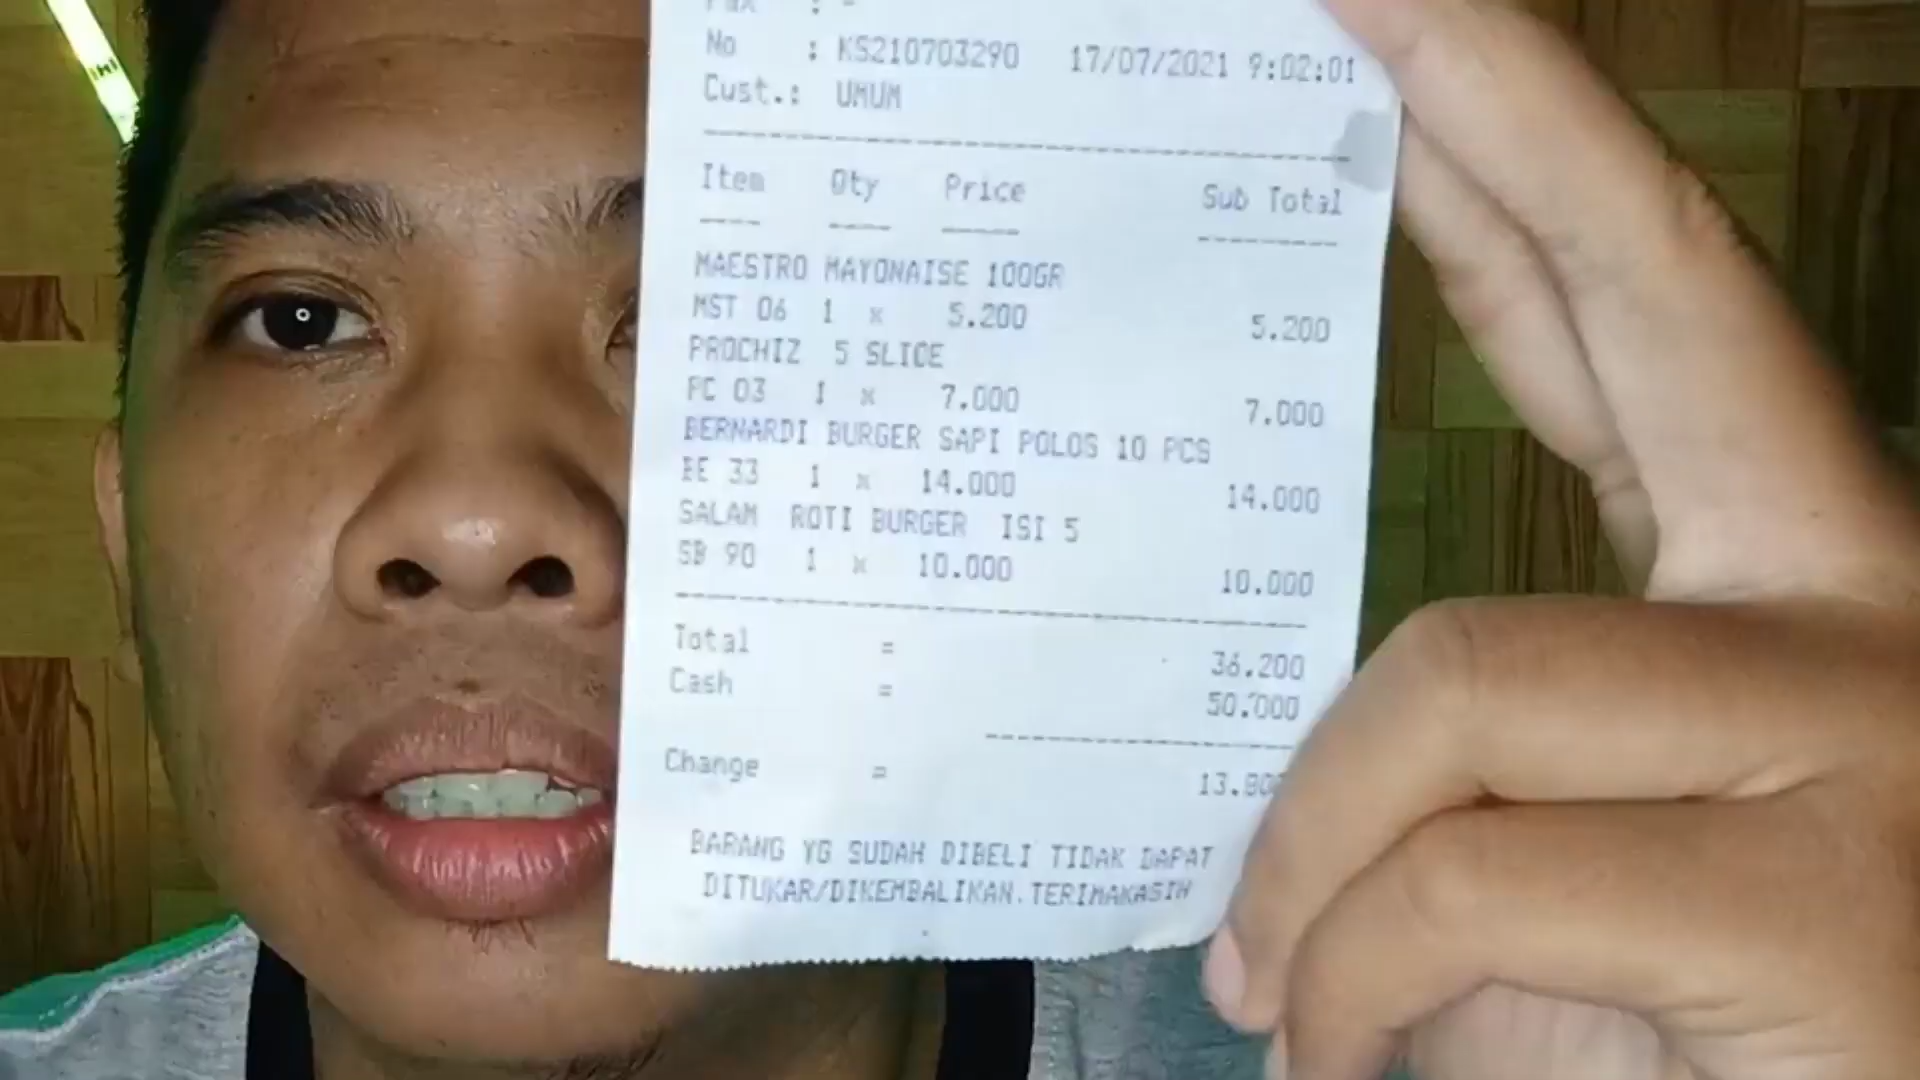 Fax : -
No : KS210703290 17/07/2021 9:02:01
Cust.: UMUM
Item Qty Price Sub Total
MAESTRO MAYONAISE 100GR
MST 06 1 x 5.200 5.200
PROCHIZ 5 SLICE
PC 03 1 x 7.000 7.000
BERNARDI BURGER SAPI POLOS 10 PCS
BE 33 1 x 14.000 14.000
SALAM ROTI BURGER ISI 5
SB 90 1 x 10.000 10.000
Total = 36.200
Cash = 50.000
Change = 13.80
BARANG YG SUDAH DIBELI TIDAK DAPAT
DITUKAR/DIKEMBALIKAN.TERIMAKASIH